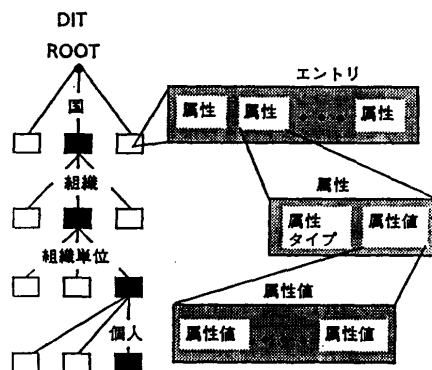 DIT
ROOT
国
組織
組織単位
個人
エントリ
属性 属性 ・・・ 属性
属性
属性
タイプ
属性値
属性値
属性値 ・・・ 属性値